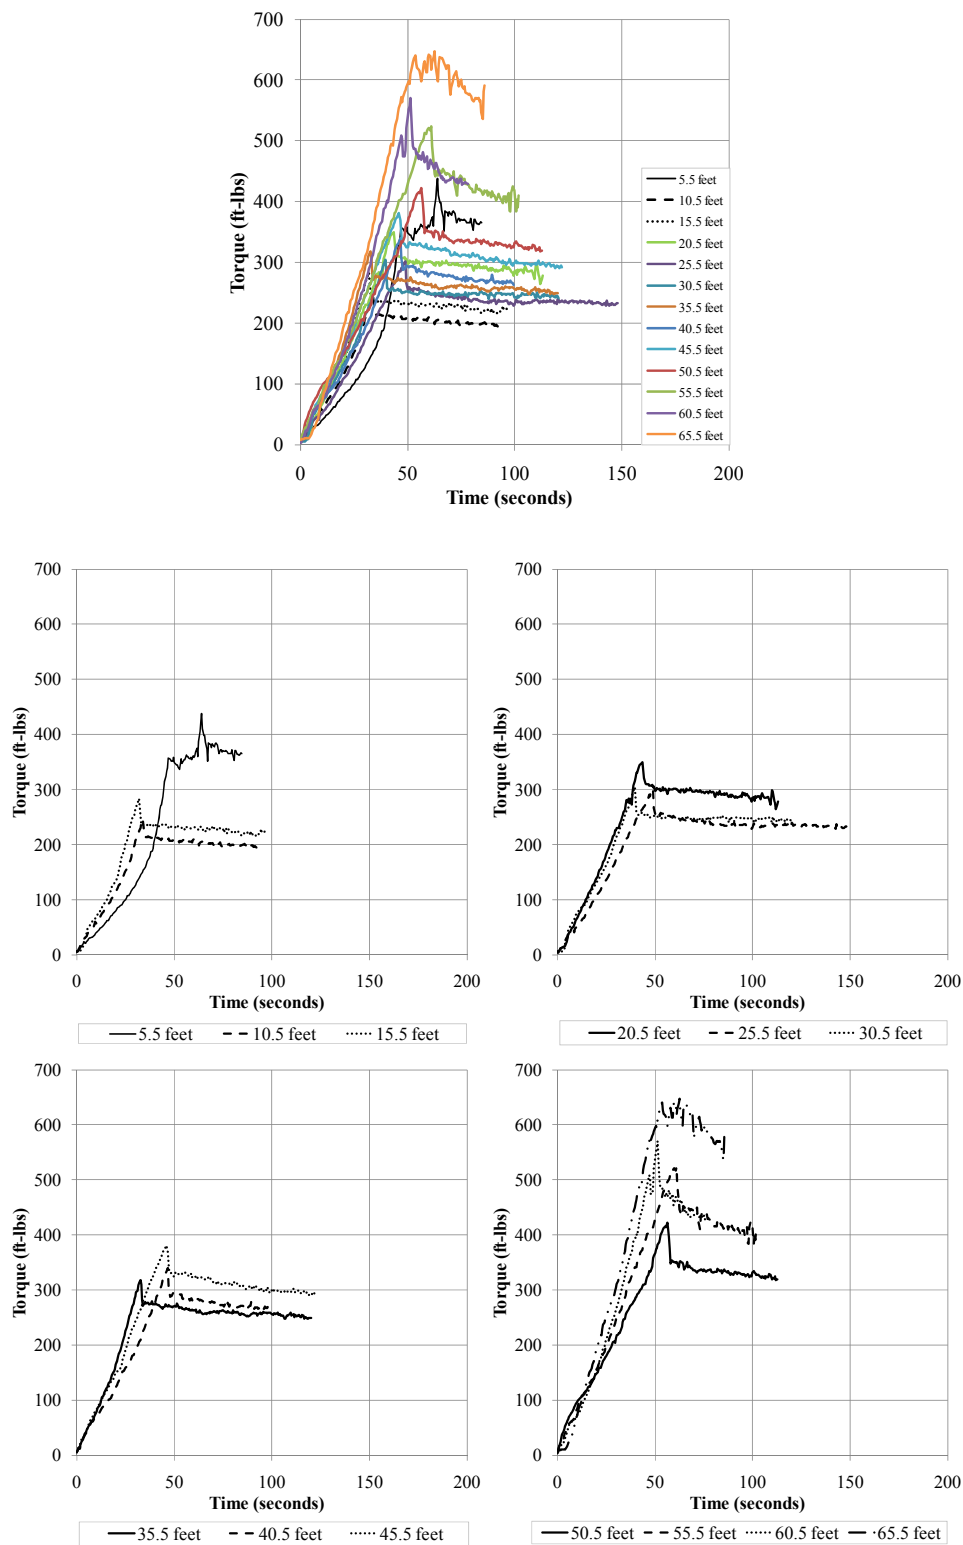 700
600
500
400
300
200
100
0
Torque (ft-lbs)
5.5 feet
10.5 feet
15.5 feet
20.5 feet
25.5 feet
30.5 feet
35.5 feet
40.5 feet
45.5 feet
50.5 feet
55.5 feet
60.5 feet
65.5 feet
0 50 100 150 200
Time (seconds)
700
600
500
400
300
200
100
0
Torque (ft-lbs)
0 50 100 150 200
Time (seconds)
5.5 feet 10.5 feet 15.5 feet
700
600
500
400
300
200
100
0
Torque (ft-lbs)
0 50 100 150 200
Time (seconds)
20.5 feet 25.5 feet 30.5 feet
700
600
500
400
300
200
100
0
Torque (ft-lbs)
0 50 100 150 200
Time (seconds)
35.5 feet 40.5 feet 45.5 feet
700
600
500
400
300
200
100
0
Torque (ft-lbs)
0 50 100 150 200
Time (seconds)
50.5 feet 55.5 feet 60.5 feet 65.5 feet